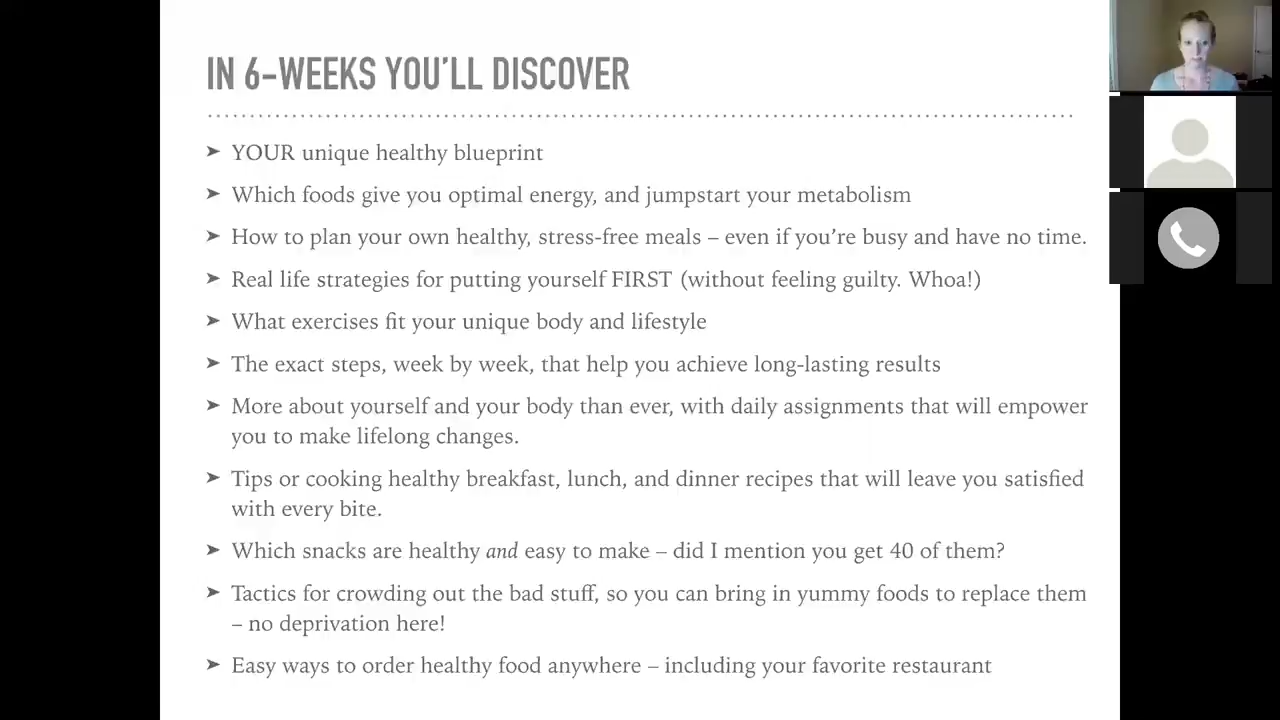 IN 6-WEEKS YOU’LL DISCOVER
➤ YOUR unique healthy blueprint
➤ Which foods give you optimal energy, and jumpstart your metabolism
➤ How to plan your own healthy, stress-free meals – even if you’re busy and have no time.
➤ Real life strategies for putting yourself FIRST (without feeling guilty. Whoa!)
➤ What exercises fit your unique body and lifestyle
➤ The exact steps, week by week, that help you achieve long-lasting results
➤ More about yourself and your body than ever, with daily assignments that will empower
you to make lifelong changes.
➤ Tips or cooking healthy breakfast, lunch, and dinner recipes that will leave you satisfied
with every bite.
➤ Which snacks are healthy and easy to make – did I mention you get 40 of them?
➤ Tactics for crowding out the bad stuff, so you can bring in yummy foods to replace them
– no deprivation here!
➤ Easy ways to order healthy food anywhere – including your favorite restaurant